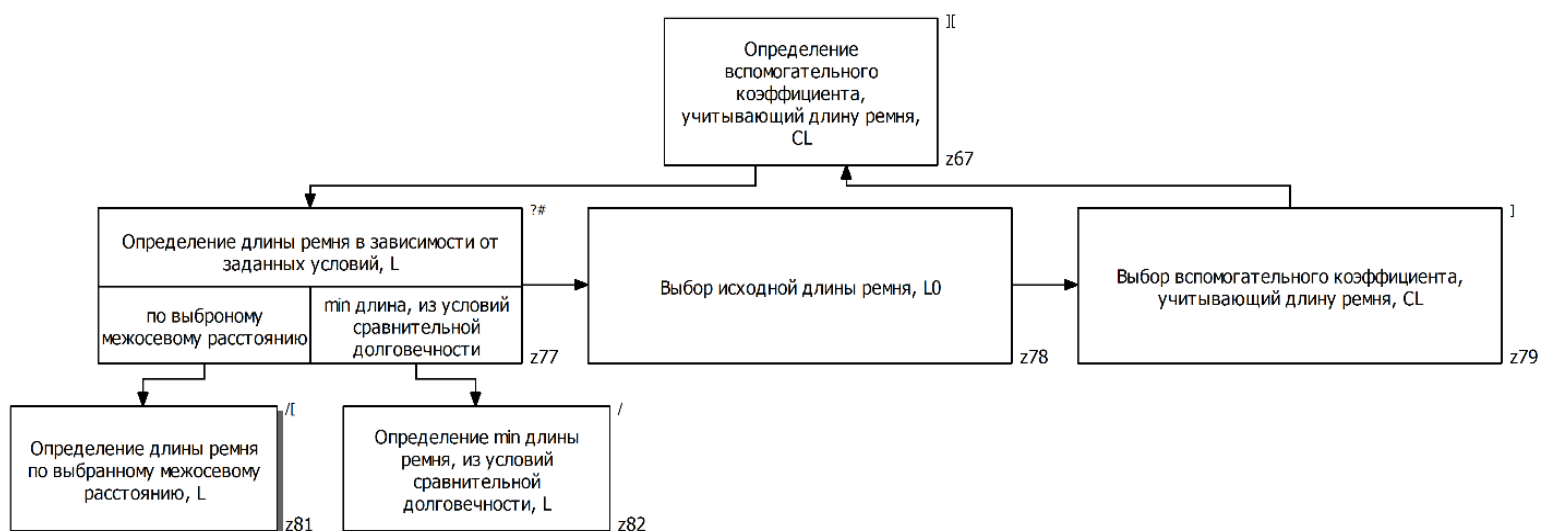 ][
Определение
вспомогательного
коэффициента,
учитывающий длину ремня,
CL
z67
?#
Определение длины ремня в зависимости от
заданных условий, L
по выброному
межосевому расстоянию
min длина, из условий
сравнительной
долговечности
z77
Выбор исходной длины ремня, L0
z78
]
Выбор вспомогательного коэффициента,
учитывающий длину ремня, CL
z79
/[
Определение длины ремня
по выбранному межосевому
расстоянию, L
z81
/
Определение min длины
ремня, из условий
сравнительной
долговечности, L
z82